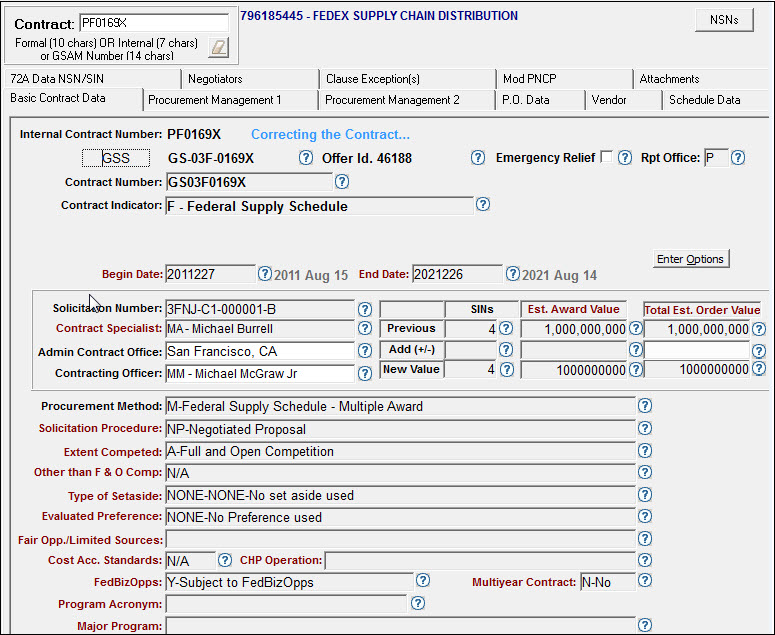 Contract: PF0169X
796185445 - FEDEX SUPPLY CHAIN DISTRIBUTION
NSNs
Formal (10 chars) OR Internal (7 chars)
or GSAM Number (14 chars)
72A Data NSN/SIN Negotiators Clause Exception(s) Mod PNCP Attachments
Basic Contract Data Procurement Management 1 Procurement Management 2 P.O. Data Vendor Schedule Data
Internal Contract Number: PF0169X Correcting the Contract...
GSS GS-03F-0169X ? Offer Id. 46188 ? Emergency Relief ? Rpt Office: P ?
Contract Number: GS03F0169X ?
Contract Indicator: F - Federal Supply Schedule ?
Enter Options
Begin Date: 2011227 ? 2011 Aug 15 End Date: 2021226 ? 2021 Aug 14
Solicitation Number: 3FNJ-C1-000001-B ? SINs Est. Award Value Total Est. Order Value
Contract Specialist: MA - Michael Burrell ? Previous 4 ? 1,000,000,000 ? 1,000,000,000 ?
Admin Contract Office: San Francisco, CA ? Add (+/-) ? ? ?
Contracting Officer: MM - Michael McGraw Jr ? New Value 4 ? 1000000000 ? 1000000000 ?
Procurement Method: M-Federal Supply Schedule - Multiple Award ?
Solicitation Procedure: NP-Negotiated Proposal ?
Extent Competed: A-Full and Open Competition ?
Other than F & O Comp: N/A ?
Type of Setaside: NONE-NONE-No set aside used ?
Evaluated Preference: NONE-No Preference used ?
Fair Opp./Limited Sources: ?
Cost Acc. Standards: N/A ? CHP Operation: ?
FedBizOpps: Y-Subject to FedBizOpps ? Multiyear Contract: N-No ?
Program Acronym: ?
Major Program: ?